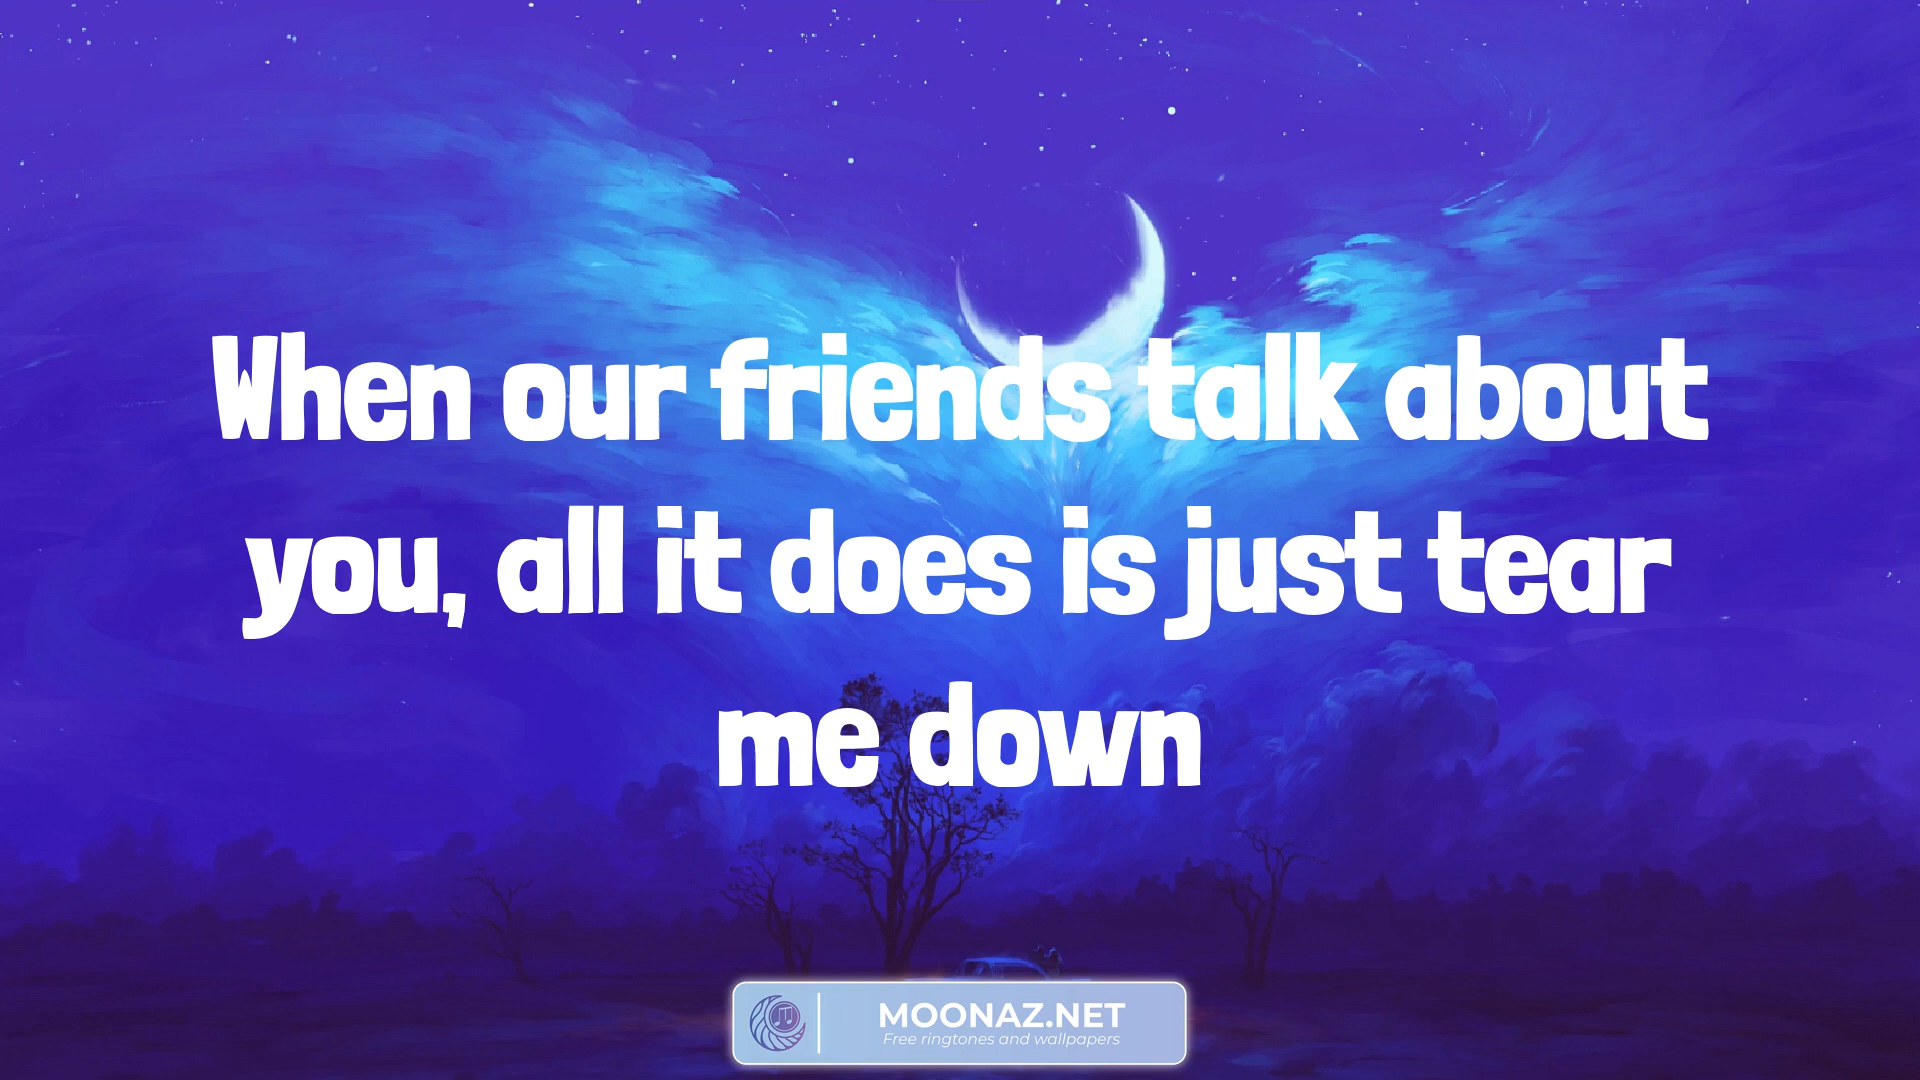 When our friends talk about
you, all it does is just tear
me down
MOONAZ.NET
Free ringtones and wallpapers